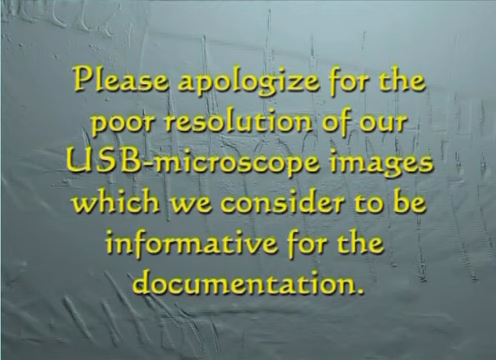 Please apologize for the
poor resolution of our
USB-microscope images
which we consider to be
informative for the
documentation.